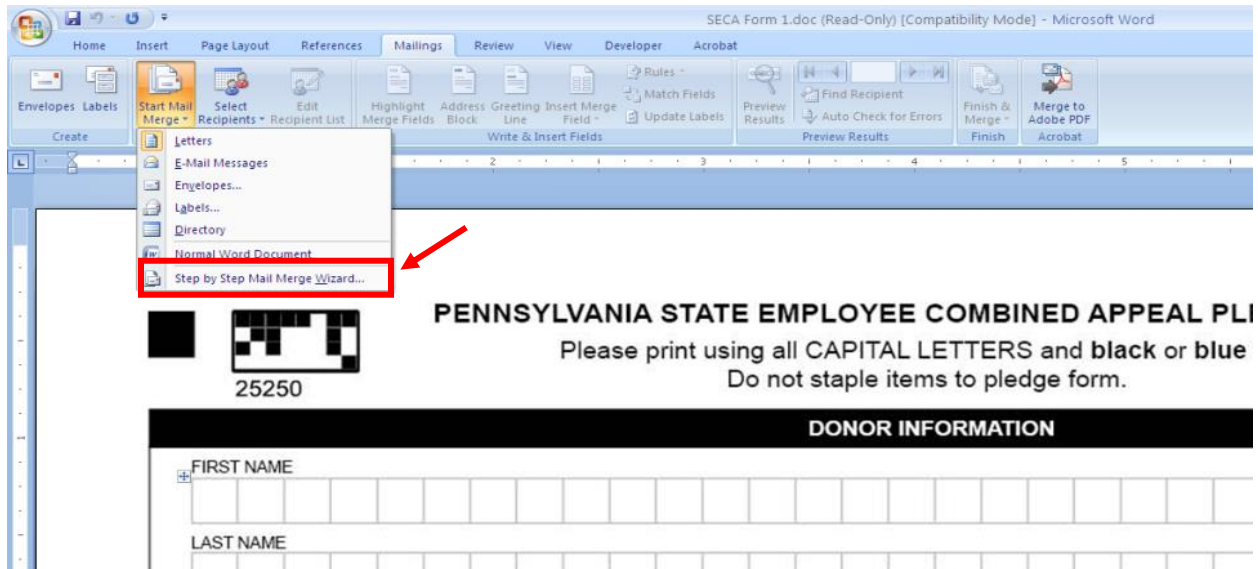 SECA Form 1.doc (Read-Only) [Compatibility Mode] - Microsoft Word
Home Insert Page Layout References Mailings Review View Developer Acrobat
Envelopes Labels
Create
Start Mail Merge
Select Recipients
Edit Recipient List
Highlight Merge Fields
Address Block
Greeting Line
Insert Merge Field
Rules
Match Fields
Update Labels
Write & Insert Fields
Preview Results
Find Recipient
Auto Check for Errors
Preview Results
Finish & Merge
Finish
Merge to Adobe PDF
Acrobat
Letters
E-Mail Messages
Envelopes...
Labels...
Directory
Normal Word Document
Step by Step Mail Merge Wizard...
2 3 4 5
PENNSYLVANIA STATE EMPLOYEE COMBINED APPEAL PL
Please print using all CAPITAL LETTERS and black or blue
Do not staple items to pledge form.
25250
DONOR INFORMATION
FIRST NAME
LAST NAME